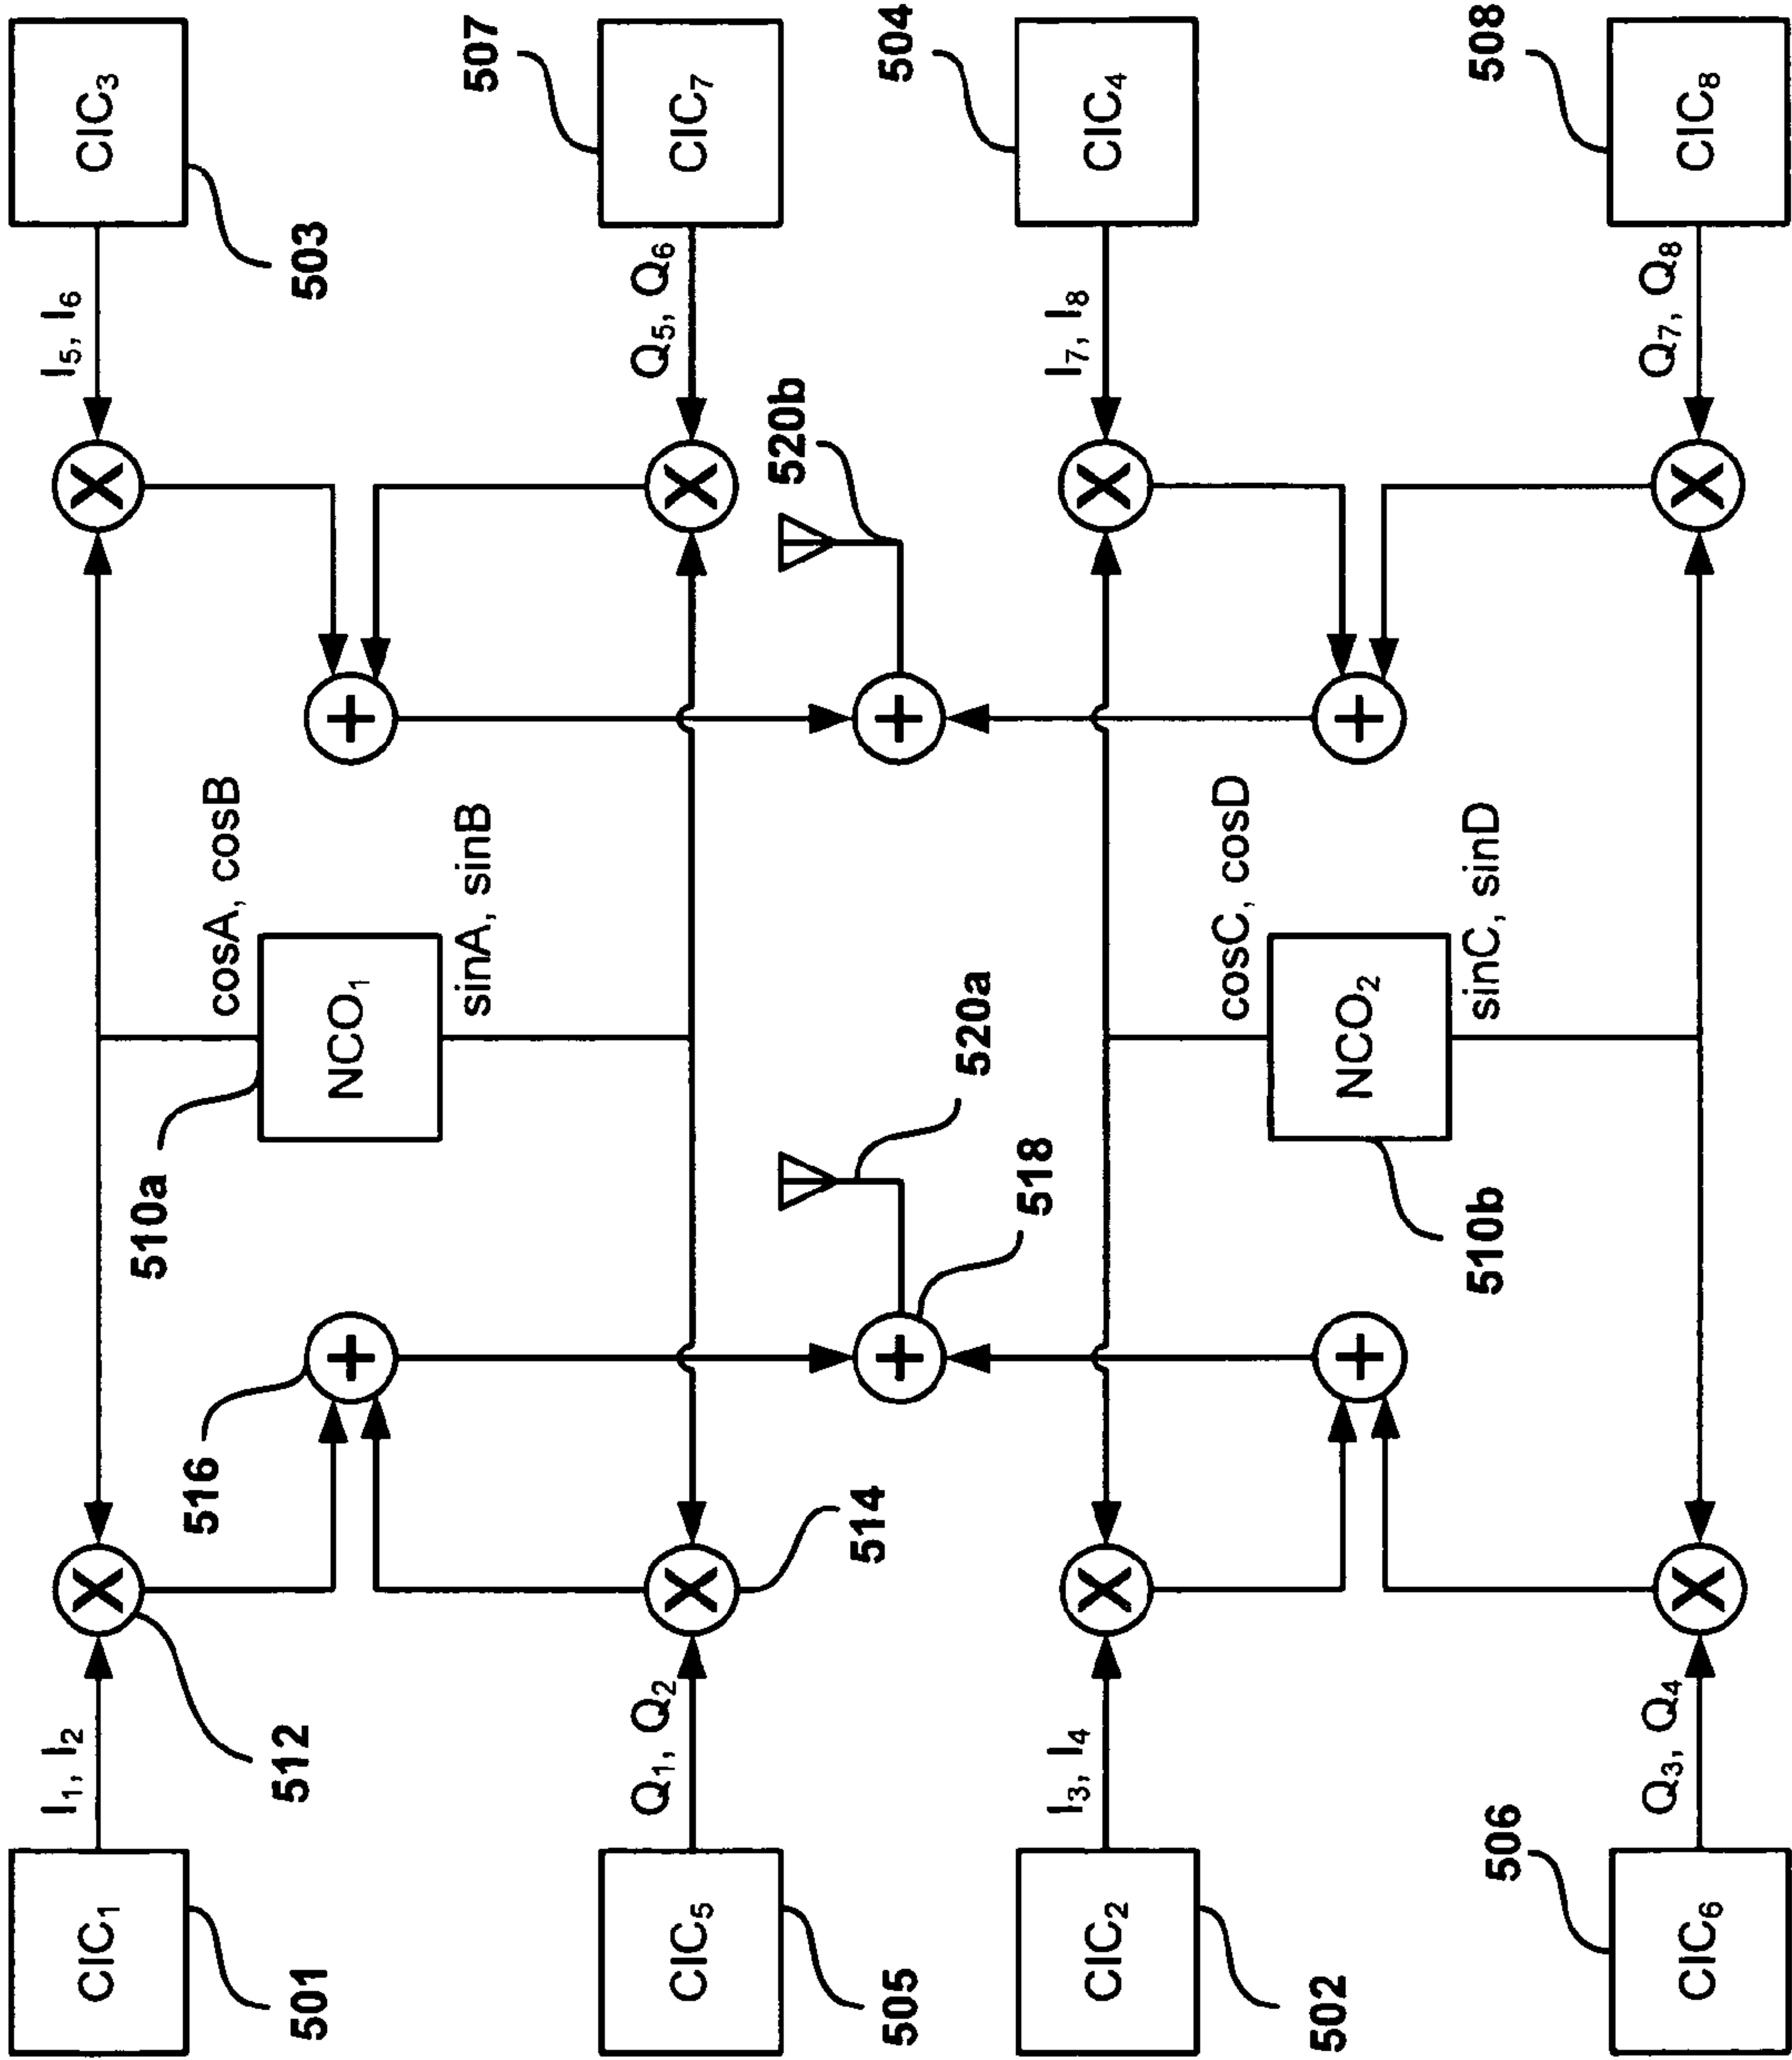 CIC₃
503
I₅, I₆
CIC₇
507
Q₅, Q₆
CIC₄
504
I₇, I₈
CIC₈
508
Q₇, Q₈
X
X
520b
X
X
+
+
+
cosA, cosB
NCO₁
510a
sinA, sinB
cosC, cosD
NCO₂
510b
sinC, sinD
520a
518
+
516
+
+
X
512
X
514
X
X
I₁, I₂
Q₁, Q₂
I₃, I₄
Q₃, Q₄
CIC₁
501
CIC₅
505
CIC₂
502
CIC₆
506